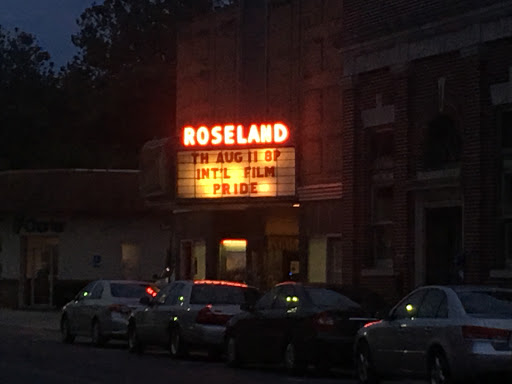 ROSELAND
TH AUG 11 8P
INT'L FILM
PRIDE